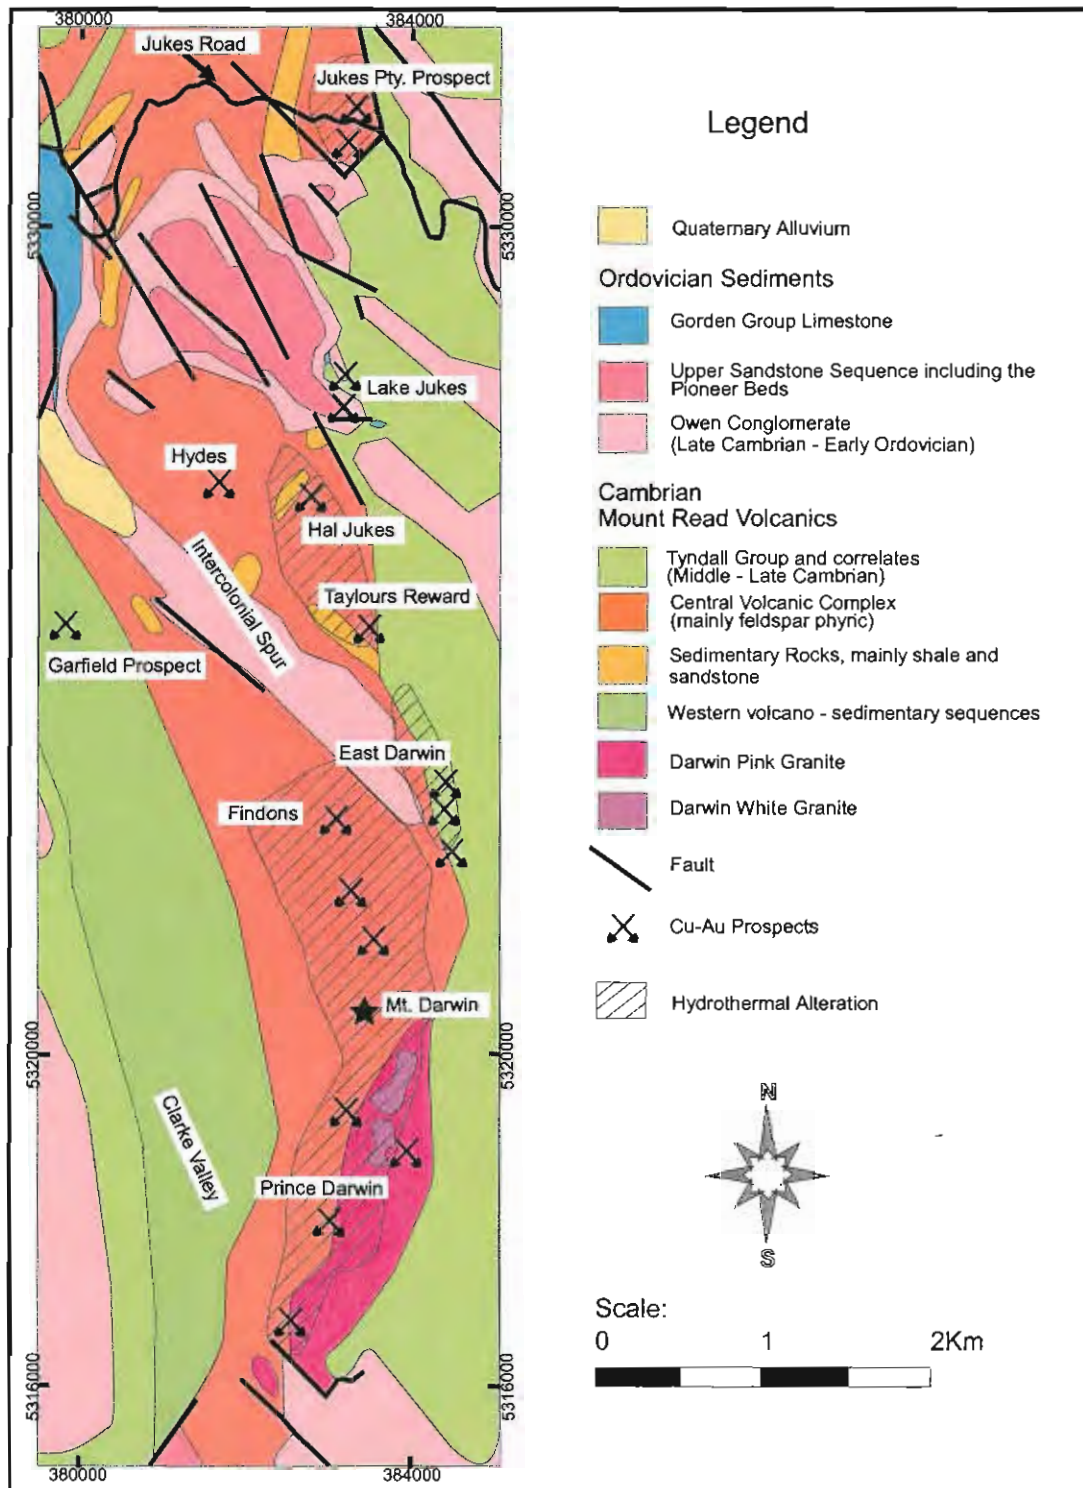 380000
384000
Jukes Road
Jukes Pty. Prospect
5330000
5330000
Lake Jukes
Hydes
Hal Jukes
Intercolonial Spur
Taylours Reward
Garfield Prospect
East Darwin
Findons
Mt. Darwin
5320000
5320000
Clarke Valley
Prince Darwin
5316000
5316000
380000
384000
Legend
Quaternary Alluvium
Ordovician Sediments
Gorden Group Limestone
Upper Sandstone Sequence including the
Pioneer Beds
Owen Conglomerate
(Late Cambrian - Early Ordovician)
Cambrian
Mount Read Volcanics
Tyndall Group and correlates
(Middle - Late Cambrian)
Central Volcanic Complex
(mainly feldspar phyric)
Sedimentary Rocks, mainly shale and
sandstone
Western volcano - sedimentary sequences
Darwin Pink Granite
Darwin White Granite
Fault
Cu-Au Prospects
Hydrothermal Alteration
N
S
Scale:
0 1 2Km